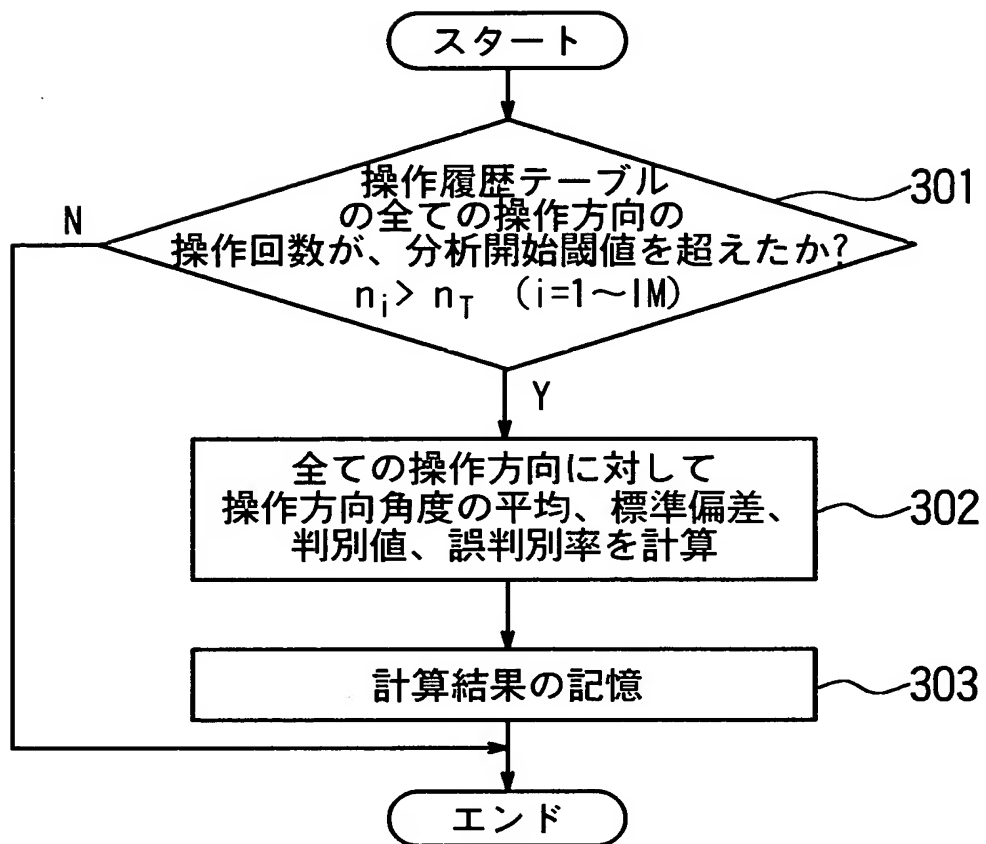 スタート
操作履歴テーブル
の全ての操作方向の
操作回数が、分析開始閾値を超えたか?
nᵢ> n_T (i=1~IM)
301
N
Y
全ての操作方向に対して
操作方向角度の平均、標準偏差、
判別値、誤判別率を計算
302
計算結果の記憶
303
エンド